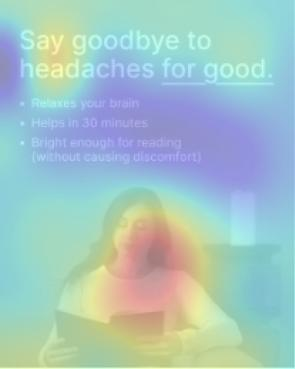 Say goodbye to
headaches for good.
• Relaxes your brain
• Helps in 30 minutes
• Bright enough for reading
(without causing discomfort)